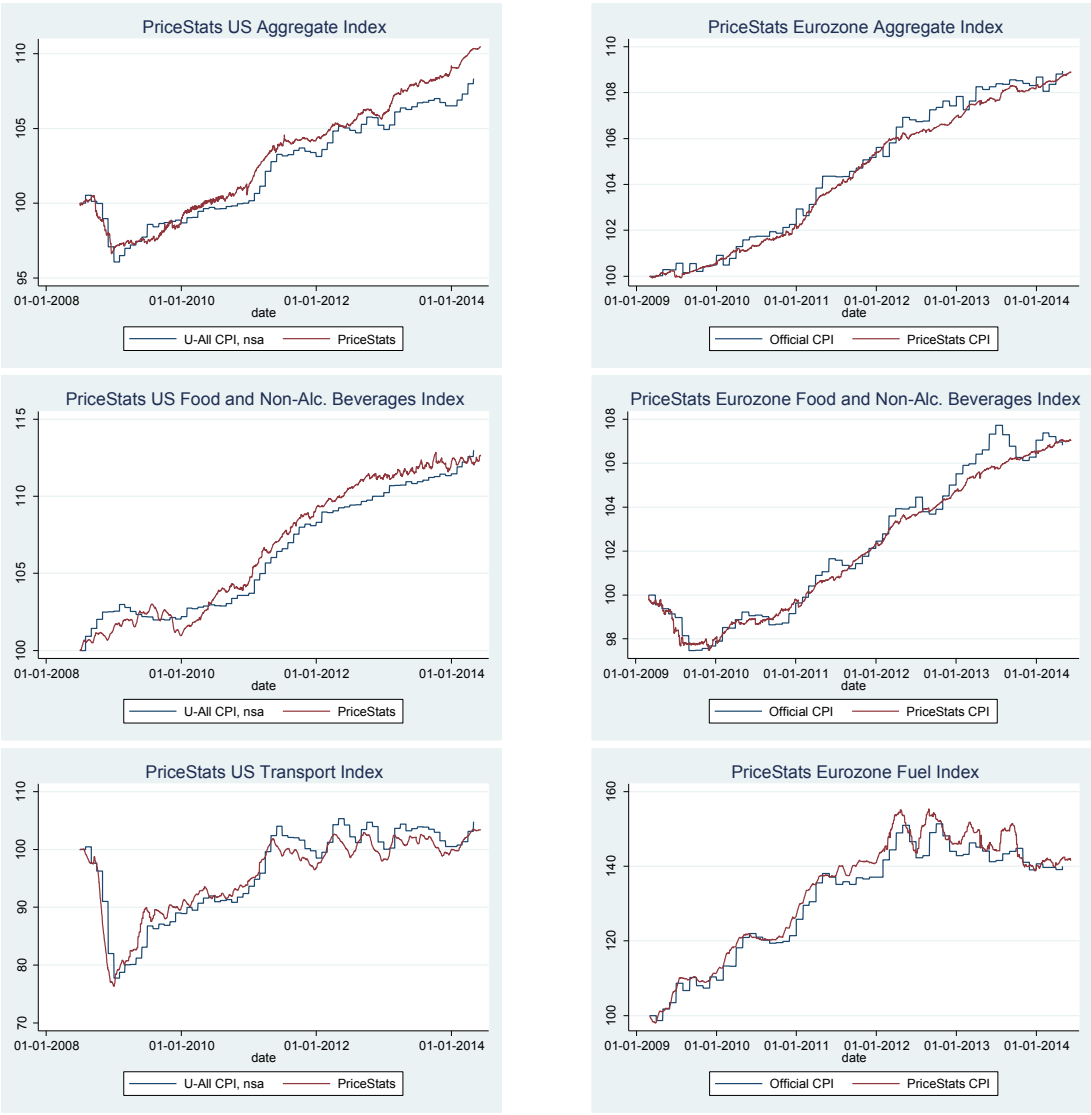 PriceStats US Aggregate Index
110
105
100
95
01-01-2008 01-01-2010 01-01-2012 01-01-2014
date
U-All CPI, nsa PriceStats
PriceStats Eurozone Aggregate Index
110
108
106
104
102
100
01-01-2009 01-01-2010 01-01-2011 01-01-2012 01-01-2013 01-01-2014
date
Official CPI PriceStats CPI
PriceStats US Food and Non-Alc. Beverages Index
115
110
105
100
01-01-2008 01-01-2010 01-01-2012 01-01-2014
date
U-All CPI, nsa PriceStats
PriceStats Eurozone Food and Non-Alc. Beverages Index
108
106
104
102
100
98
01-01-2009 01-01-2010 01-01-2011 01-01-2012 01-01-2013 01-01-2014
date
Official CPI PriceStats CPI
PriceStats US Transport Index
110
100
90
80
70
01-01-2008 01-01-2010 01-01-2012 01-01-2014
date
U-All CPI, nsa PriceStats
PriceStats Eurozone Fuel Index
160
140
120
100
01-01-2009 01-01-2010 01-01-2011 01-01-2012 01-01-2013 01-01-2014
date
Official CPI PriceStats CPI